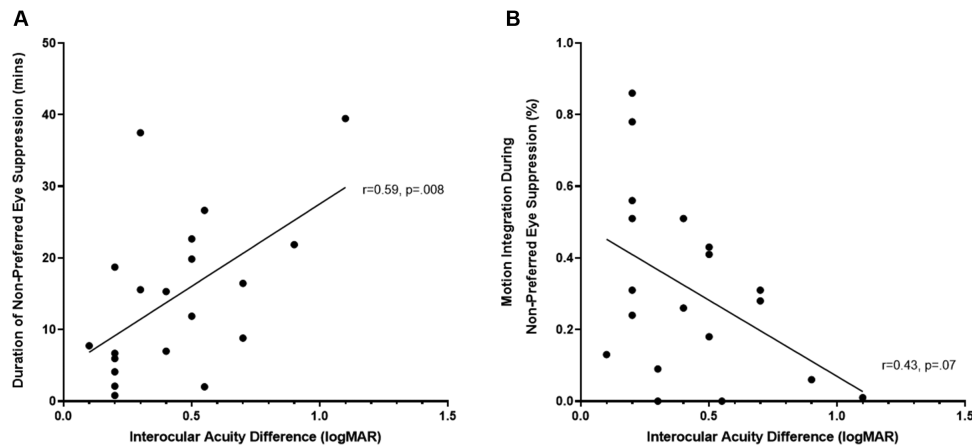 A
Duration of Non-Preferred Eye Suppression (mins)
50
40
30
20
10
0
0.0
0.5
1.0
1.5
Interocular Acuity Difference (logMAR)
r=0.59, p=.008
B
Motion Integration During
Non-Preferred Eye Suppression (%)
1.0
0.8
0.6
0.4
0.2
0.0
0.0
0.5
1.0
1.5
Interocular Acuity Difference (logMAR)
r=0.43, p=.07